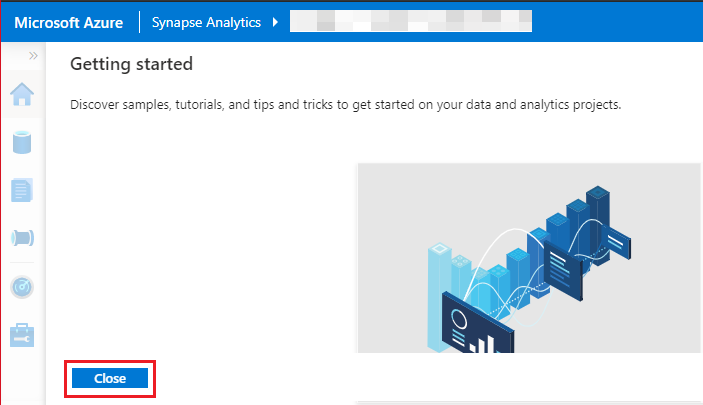 Microsoft Azure Synapse Analytics
Getting started
Discover samples, tutorials, and tips and tricks to get started on your data and analytics projects.
Close